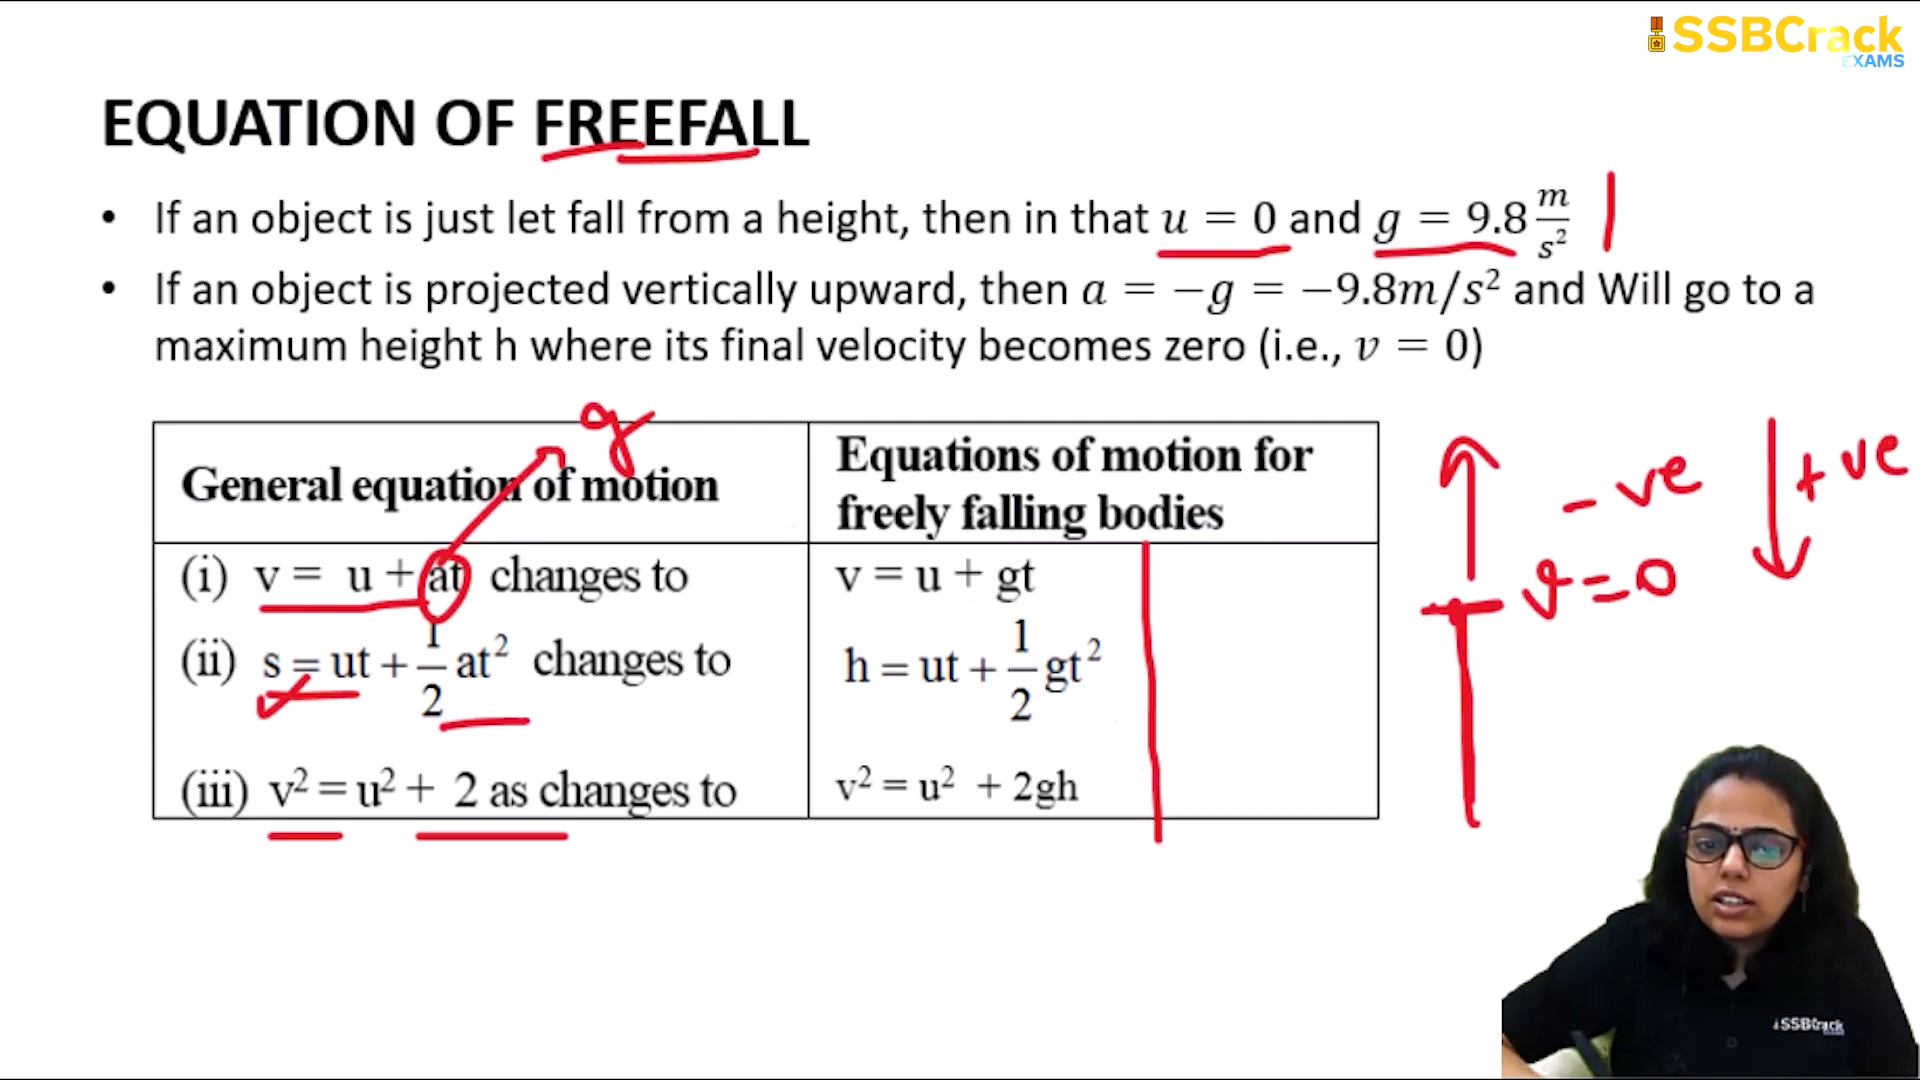 SSBCrack
EXAMS
EQUATION OF FREEFALL
• If an object is just let fall from a height, then in that u = 0 and g = 9.8 m/s²
• If an object is projected vertically upward, then a = −g = −9.8m/s² and Will go to a
maximum height h where its final velocity becomes zero (i.e., v = 0)
g
General equation of motion
Equations of motion for
freely falling bodies
(i) v = u + at changes to
v = u + gt
(ii) s = ut + 1/2 at² changes to
h = ut + 1/2 gt²
(iii) v² = u² + 2 as changes to
v² = u² + 2gh
- ve
+ ve
v = 0
SSBCrack